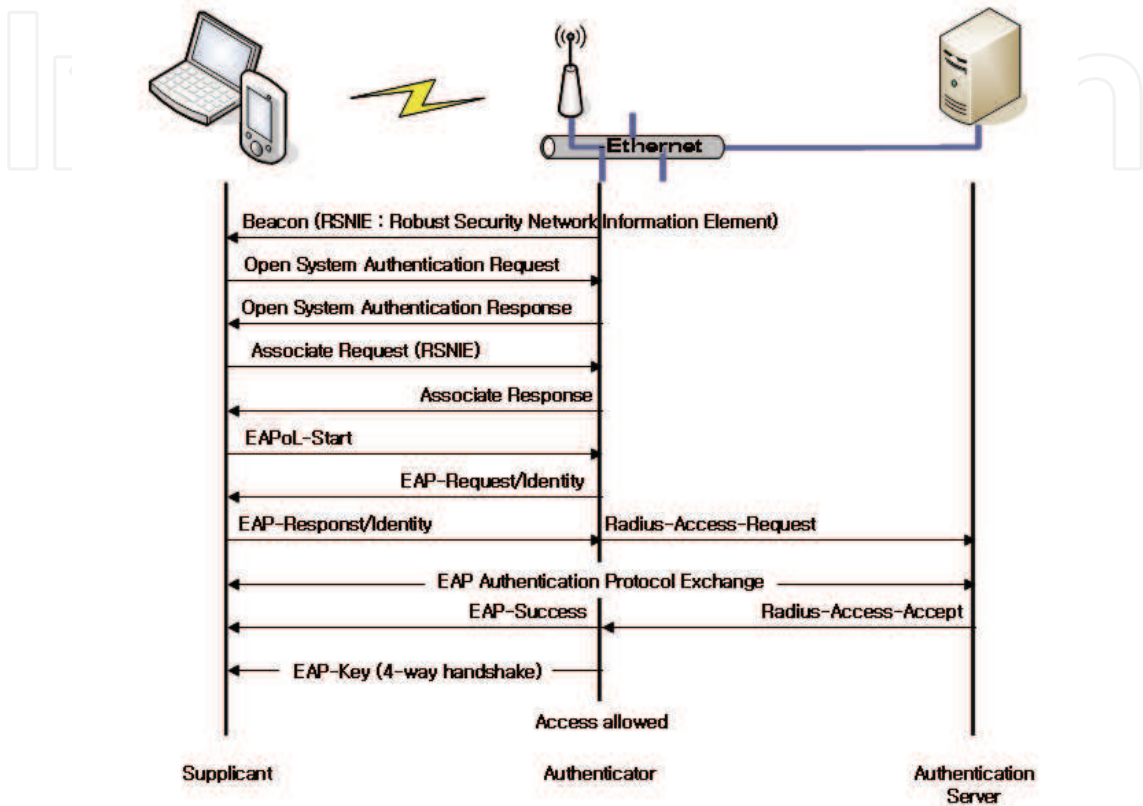 Ethernet
Beacon (RSNIE : Robust Security Network Information Element)
Open System Authentication Request
Open System Authentication Response
Associate Request (RSNIE)
Associate Response
EAPoL-Start
EAP-Request/Identity
EAP-Responst/Identity
Radius-Access-Request
EAP Authentication Protocol Exchange
EAP-Success
Radius-Access-Accept
EAP-Key (4-way handshake)
Access allowed
Supplicant
Authenticator
Authentication
Server